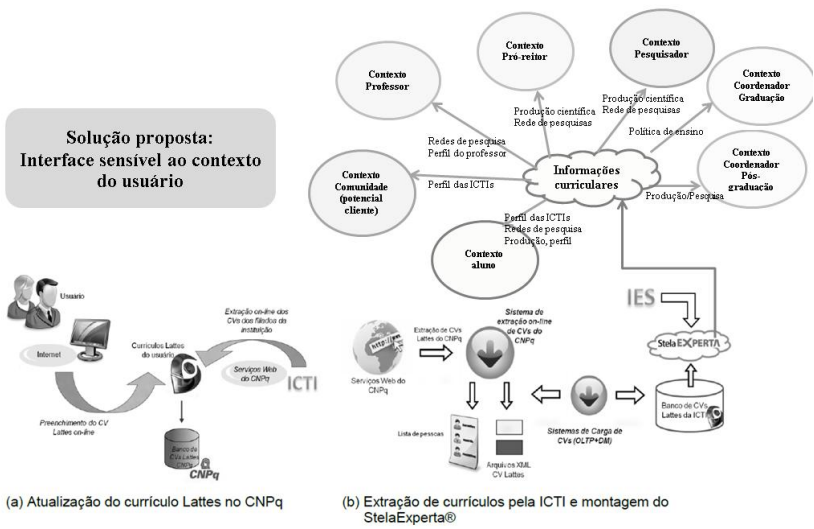 Solução proposta:
Interface sensível ao contexto
do usuário
Contexto
Professor
Contexto
Pró-reitor
Contexto
Pesquisador
Contexto
Coordenador
Graduação
Contexto
Coordenador
Pós-
graduação
Contexto
Comunidade
(potencial
cliente)
Contexto
aluno
Informações
curriculares
Redes de pesquisa
Perfil do professor
Produção científica
Rede de pesquisas
Produção científica
Rede de pesquisas
Política de ensino
Produção/Pesquisa
Perfil das ICTIs
Perfil das ICTIs
Redes de pesquisa
Produção, perfil
Usuário
Internet
Currículos Lattes
do usuário
Extração on-line dos
CVs dos filiados da
instituição
Serviços Web
do CNPq
ICTI
Preenchimento do CV
Lattes on-line
Banco de
CVs Lattes
CNPq
CNPq
(a) Atualização do currículo Lattes no CNPq
http://www
Serviços Web do
CNPq
Extração de CVs
Lattes do CNPq
Sistema de
extração on-line
de CVs do
CNPq
IES
Stela EXPERTA
Lista de pessoas
Arquivos XML
CV Lattes
Sistemas de Carga de
CVs (OLTP+DM)
Banco de CVs
Lattes da ICTI
(b) Extração de currículos pela ICTI e montagem do
StelaExperta®